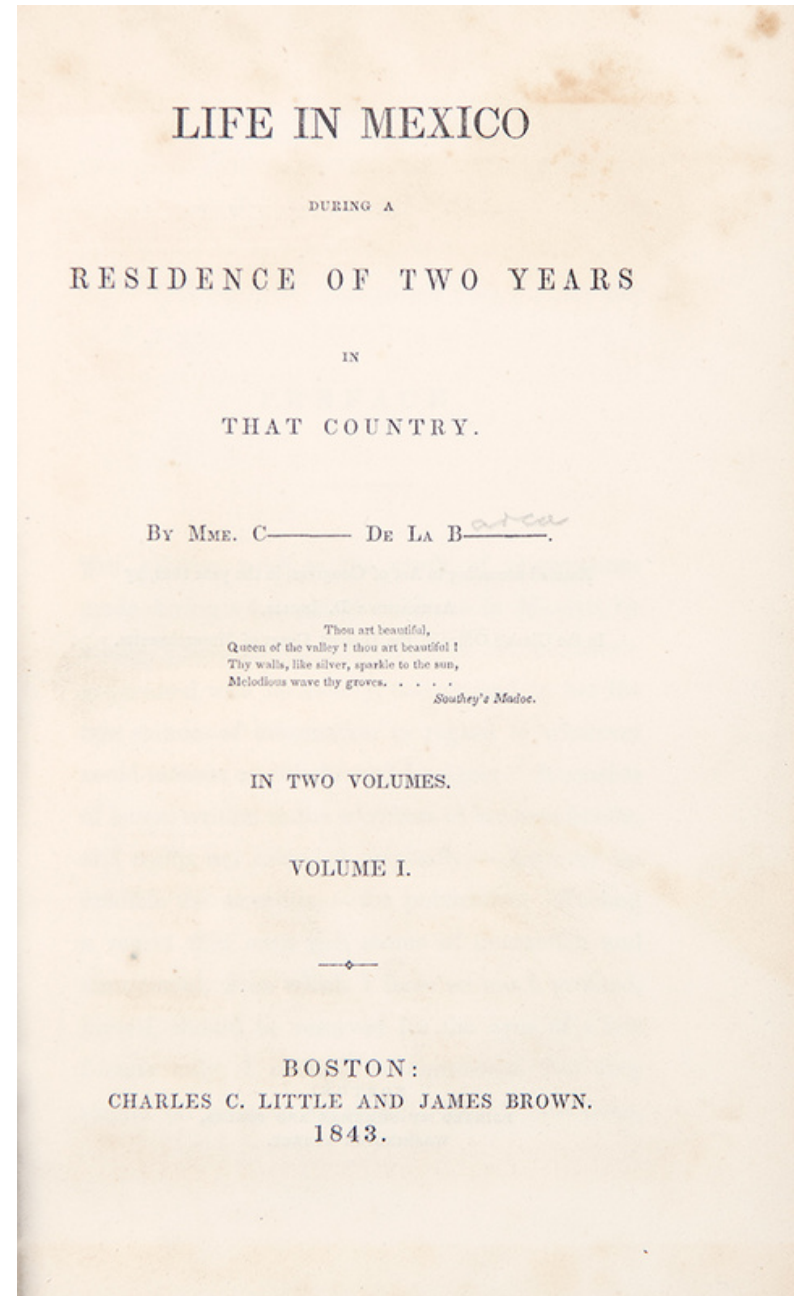 LIFE IN MEXICO
DURING A
RESIDENCE OF TWO YEARS
IN
THAT COUNTRY.
BY MME. C——— DE LA B———.
arca
Thou art beautiful,
Queen of the valley! thou art beautiful!
Thy walls, like silver, sparkle to the sun,
Melodious wave thy groves. . . . .
Southey's Madoc.
IN TWO VOLUMES.
VOLUME I.
BOSTON:
CHARLES C. LITTLE AND JAMES BROWN.
1843.